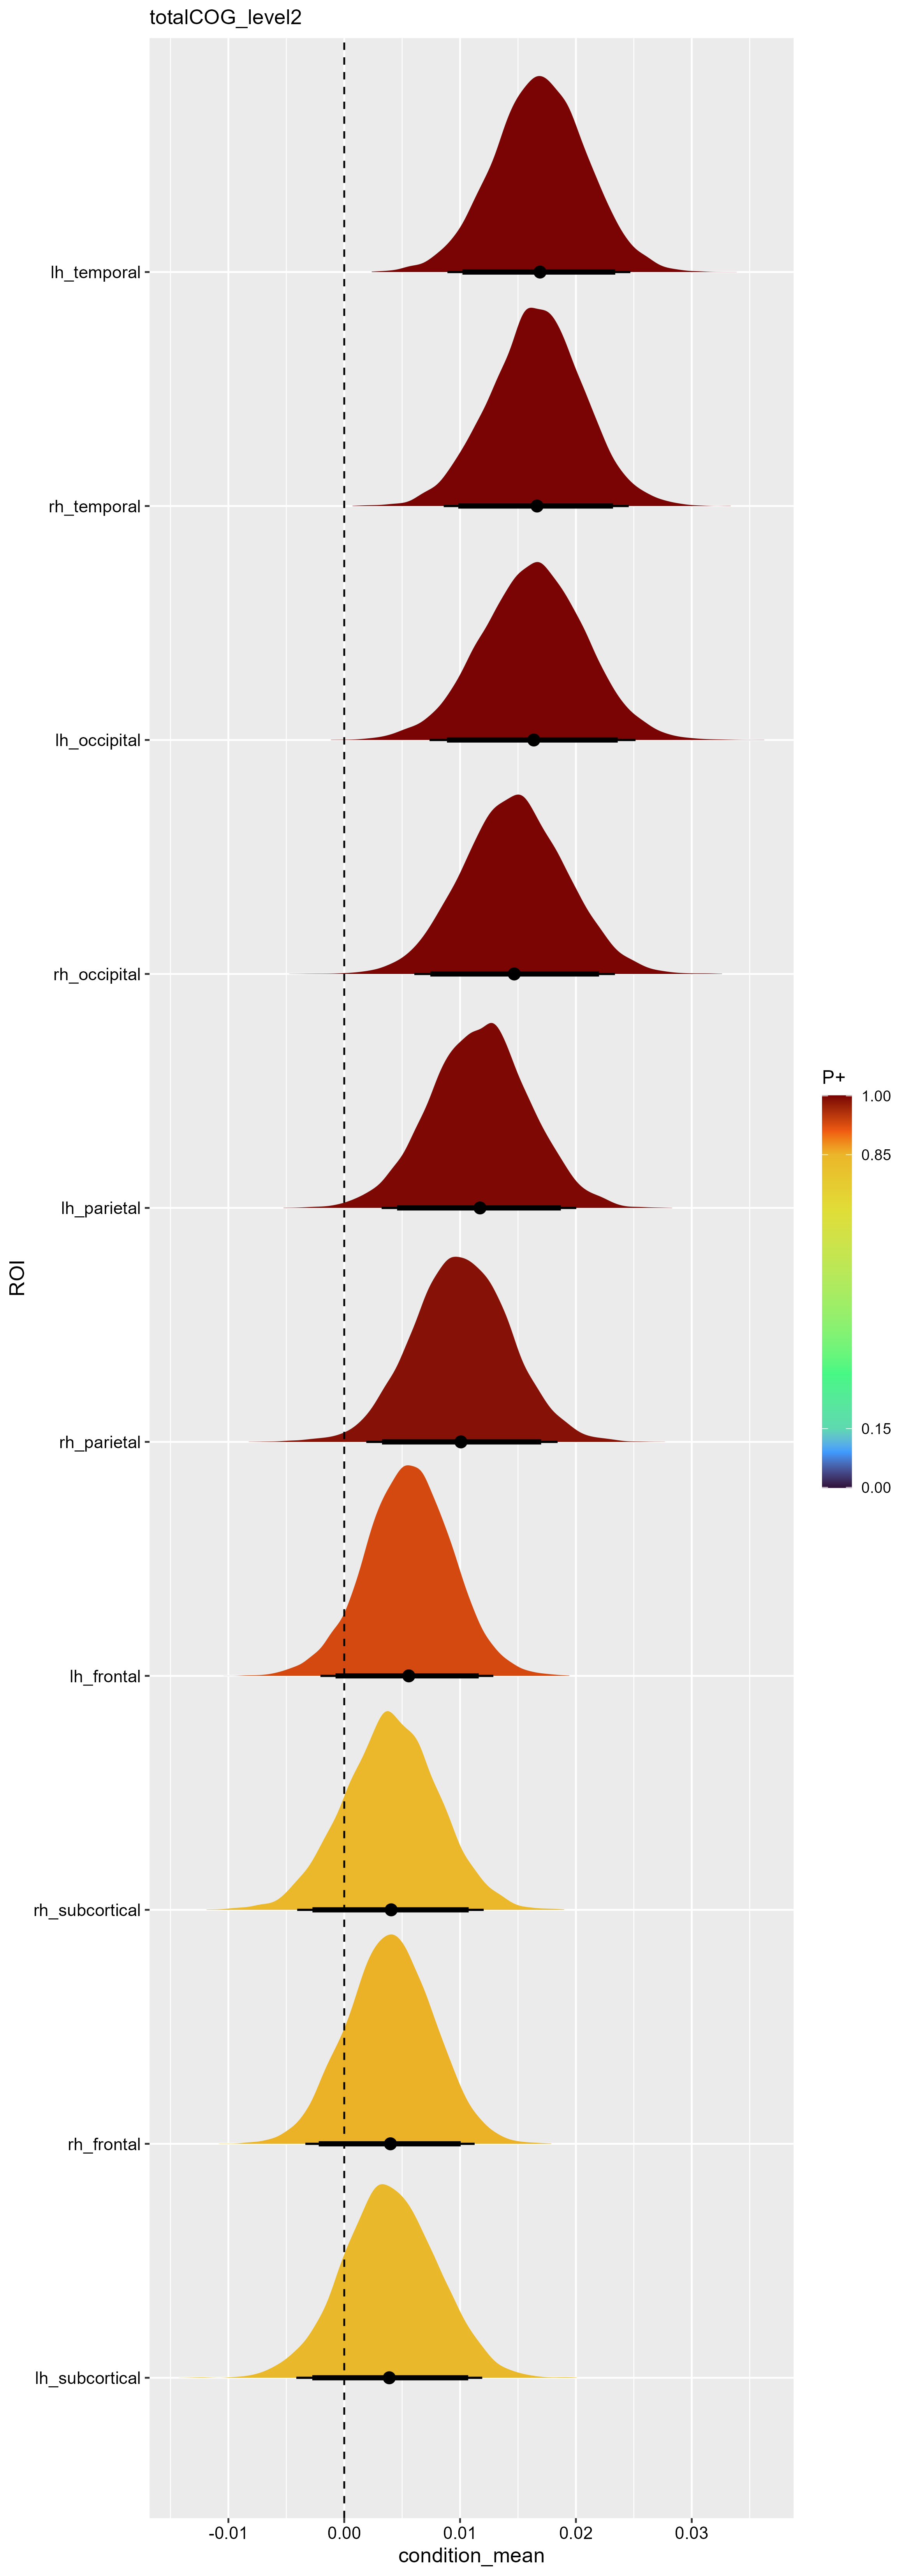 totalCOG_level2
lh_temporal
rh_temporal
lh_occipital
rh_occipital
lh_parietal
rh_parietal
lh_frontal
rh_subcortical
rh_frontal
lh_subcortical
ROI
-0.01 0.00 0.01 0.02 0.03
condition_mean
P+
1.00
0.85
0.15
0.00